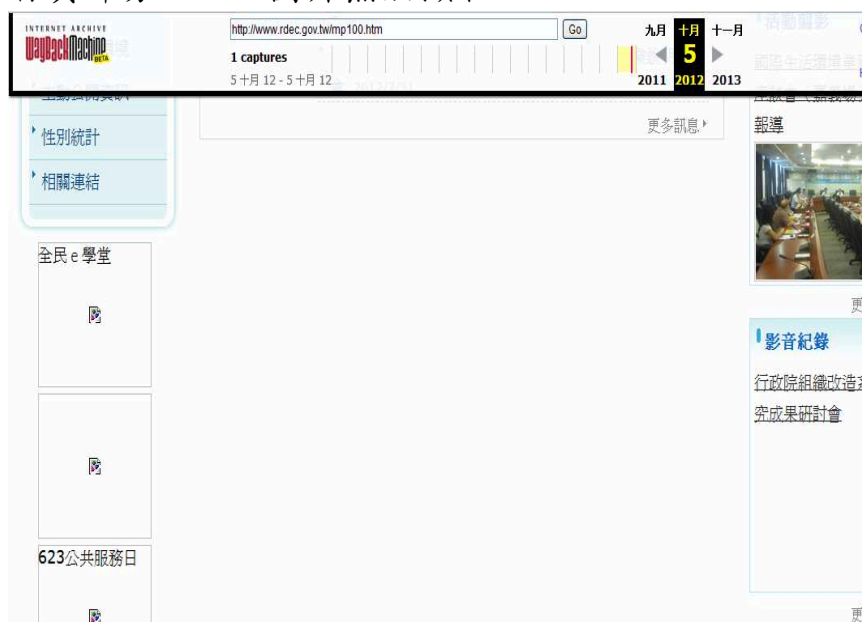 INTERNET ARCHIVE
WayBackMachine
BETA
http://www.rdec.gov.tw/mp100.htm
Go
1 captures
5 十月 12 - 5 十月 12
九月 十月 十一月
5
2011 2012 2013
性別統計
相關連結
更多訊息
報導
全民 e 學堂
影音紀錄
行政院組織改造
究成果研討會
623公共服務日
更
更